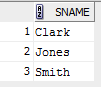 SNAME
1 Clark
2 Jones
3 Smith